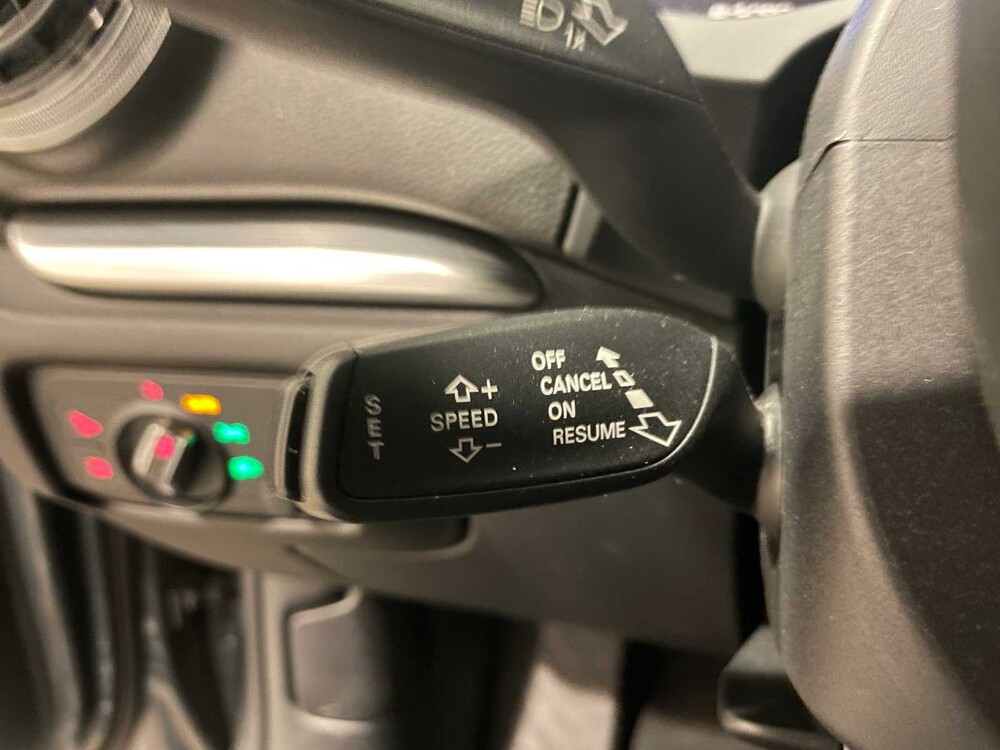 OFF
CANCEL
ON
RESUME
+
SPEED
−
SET